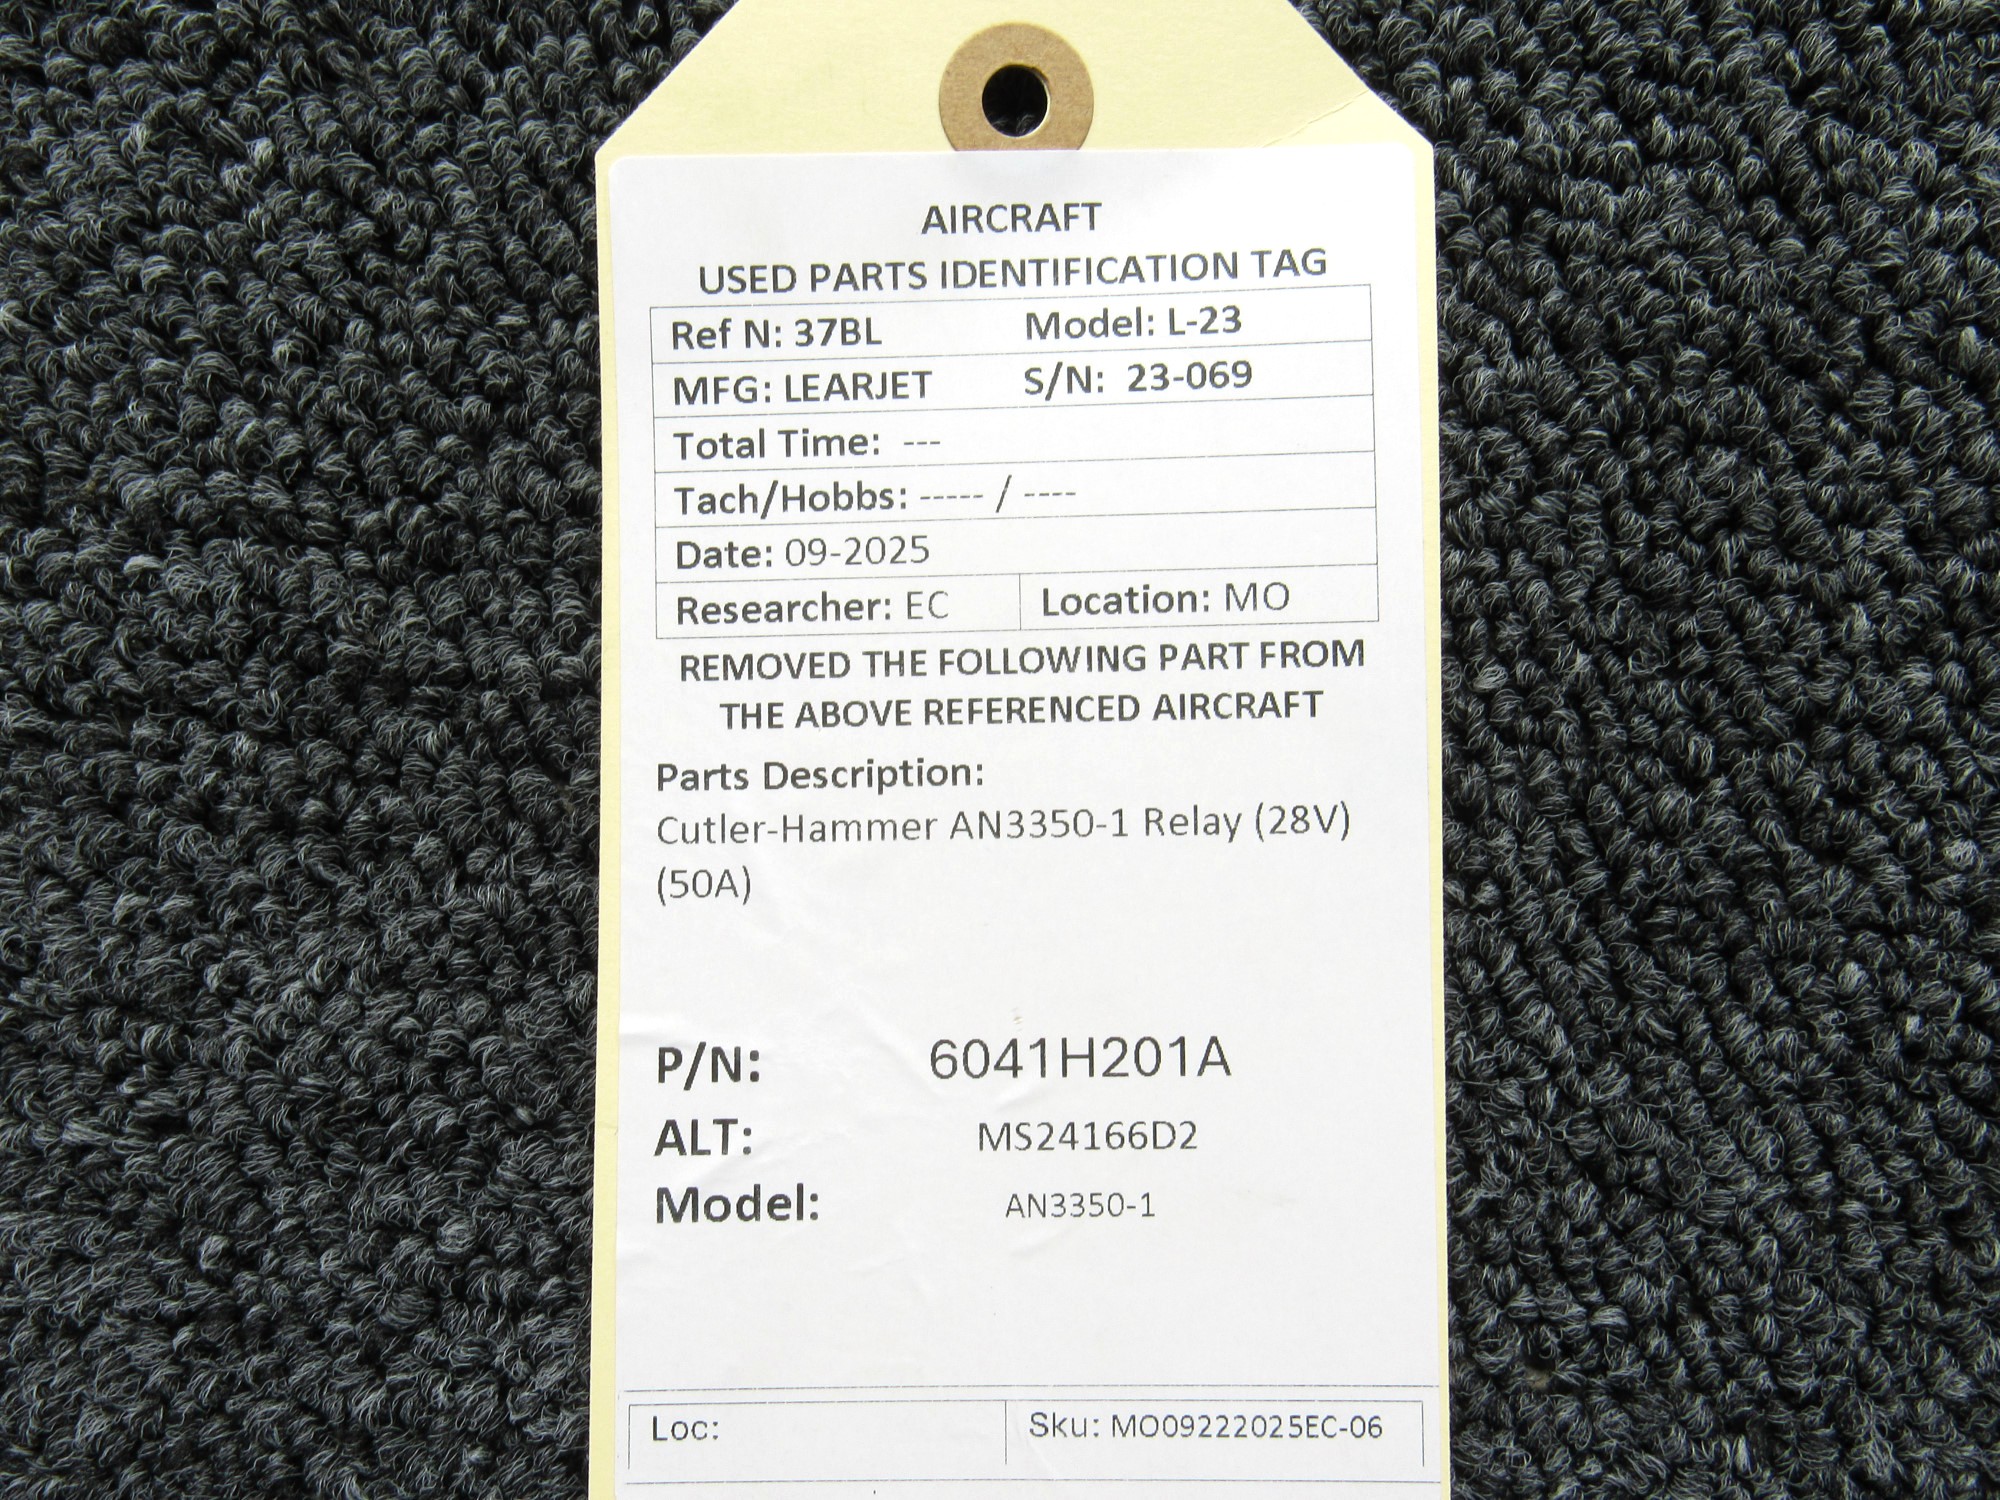 AIRCRAFT
USED PARTS IDENTIFICATION TAG
Ref N: 37BL Model: L-23
MFG: LEARJET S/N: 23-069
Total Time: ---
Tach/Hobbs: ----- / ----
Date: 09-2025
Researcher: EC Location: MO
REMOVED THE FOLLOWING PART FROM
THE ABOVE REFERENCED AIRCRAFT
Parts Description:
Cutler-Hammer AN3350-1 Relay (28V)
(50A)
P/N: 6041H201A
ALT: MS24166D2
Model: AN3350-1
Loc: Sku: MO09222025EC-06